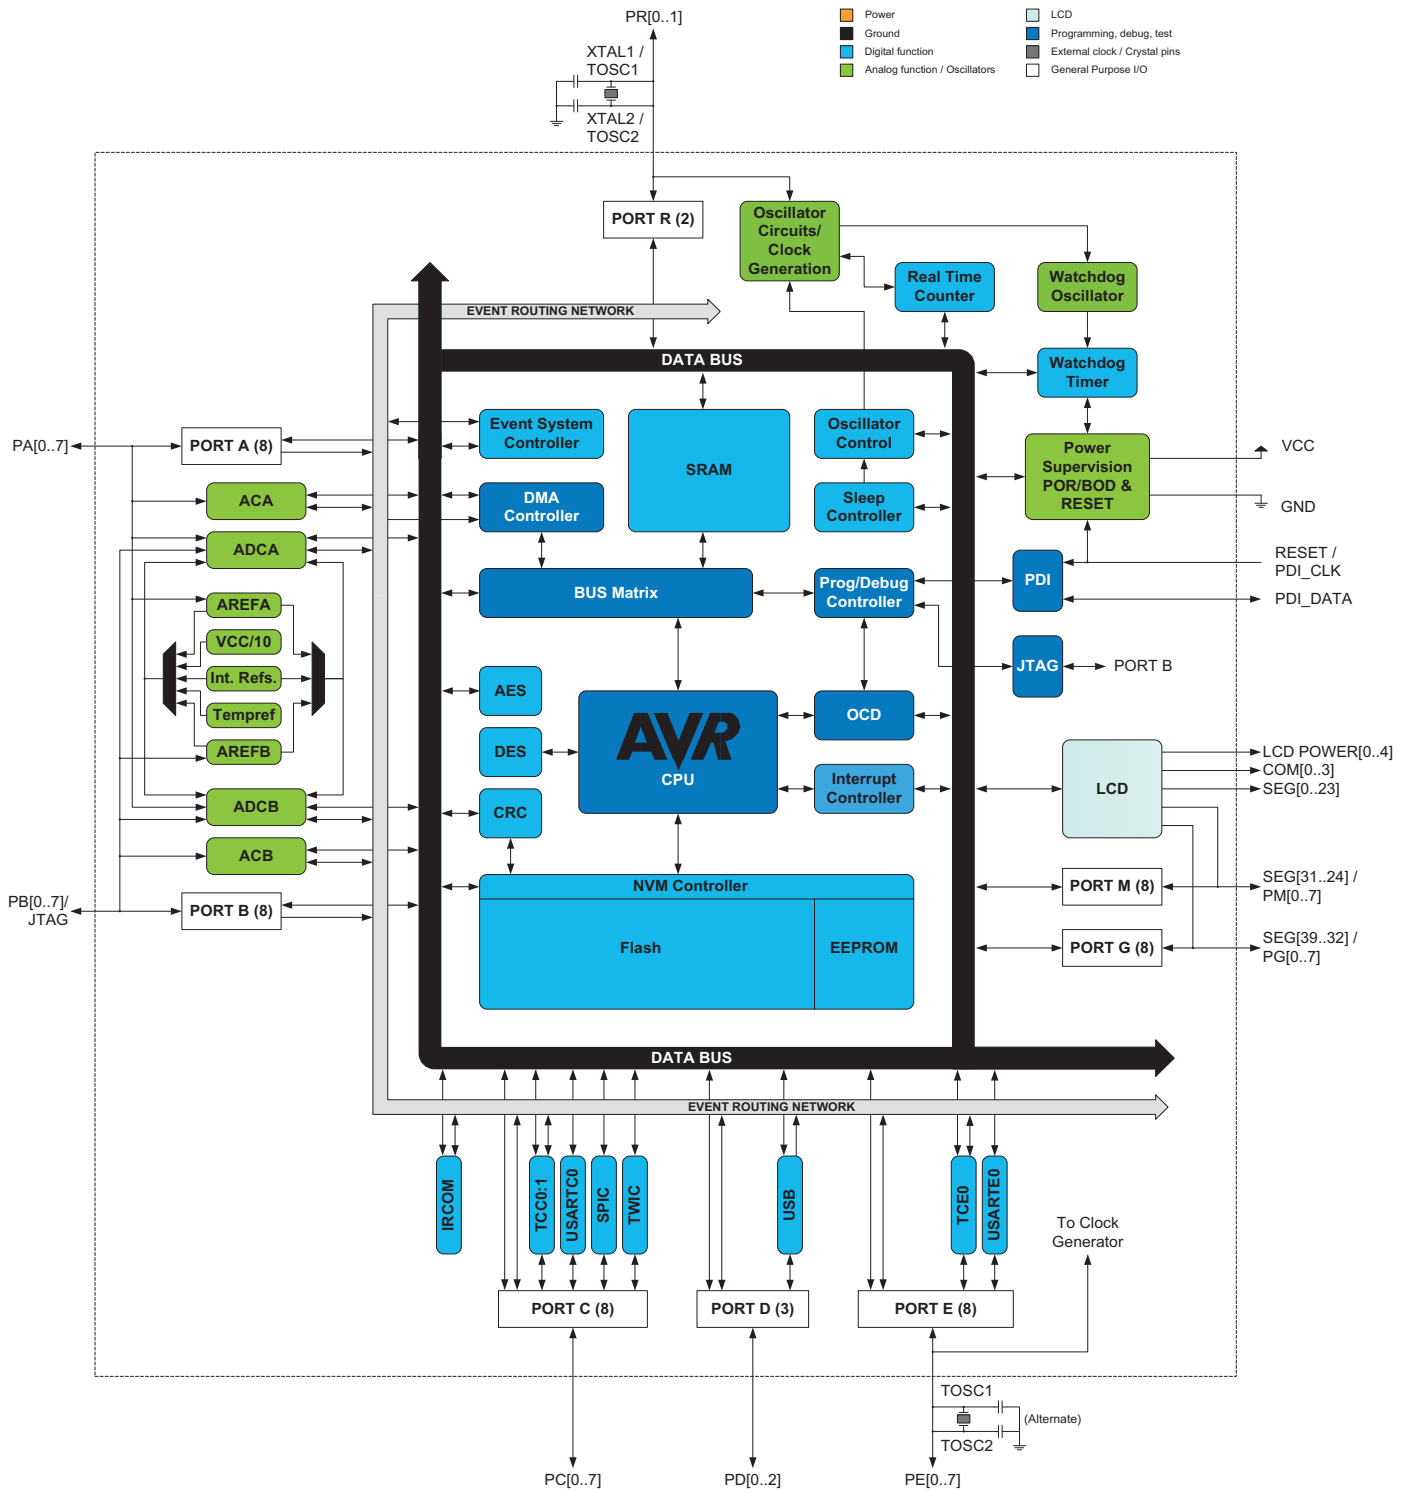 PR[0..1]
Power
Ground
Digital function
Analog function / Oscillators
LCD
Programming, debug, test
External clock / Crystal pins
General Purpose I/O
XTAL1 /
TOSC1
XTAL2 /
TOSC2
PORT R (2)
Oscillator
Circuits/
Clock
Generation
Real Time
Counter
Watchdog
Oscillator
EVENT ROUTING NETWORK
DATA BUS
Watchdog
Timer
Event System
Controller
SRAM
Oscillator
Control
Power
Supervision
POR/BOD &
RESET
VCC
GND
PA[0..7]
PORT A (8)
ACA
DMA
Controller
Sleep
Controller
ADCA
RESET /
PDI_CLK
BUS Matrix
Prog/Debug
Controller
PDI
PDI_DATA
AREFA
VCC/10
Int. Refs.
Tempref
AREFB
JTAG
PORT B
AES
AVR
CPU
OCD
DES
Interrupt
Controller
LCD
LCD POWER[0..4]
COM[0..3]
SEG[0..23]
ADCB
CRC
ACB
NVM Controller
PORT M (8)
SEG[31..24] /
PM[0..7]
PB[0..7]/
JTAG
PORT B (8)
Flash
EEPROM
PORT G (8)
SEG[39..32] /
PG[0..7]
DATA BUS
EVENT ROUTING NETWORK
IRCOM
TCC0:1
USARTC0
SPIC
TWIC
USB
TCE0
USARTE0
To Clock
Generator
PORT C (8)
PORT D (3)
PORT E (8)
TOSC1
(Alternate)
TOSC2
PC[0..7]
PD[0..2]
PE[0..7]